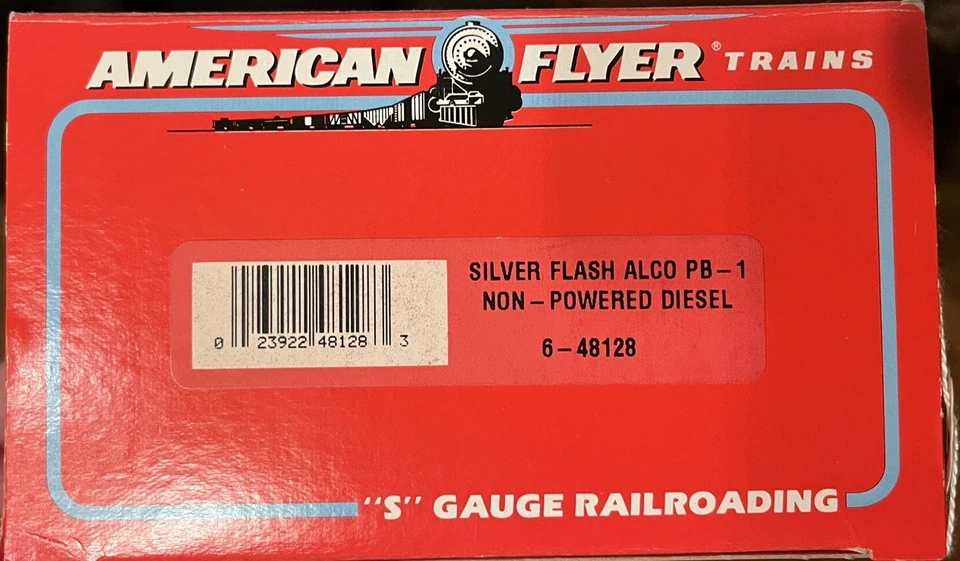 AMERICAN FLYER® TRAINS
SILVER FLASH ALCO PB-1
NON-POWERED DIESEL
6-48128
0 23922 48128 3
"S" GAUGE RAILROADING